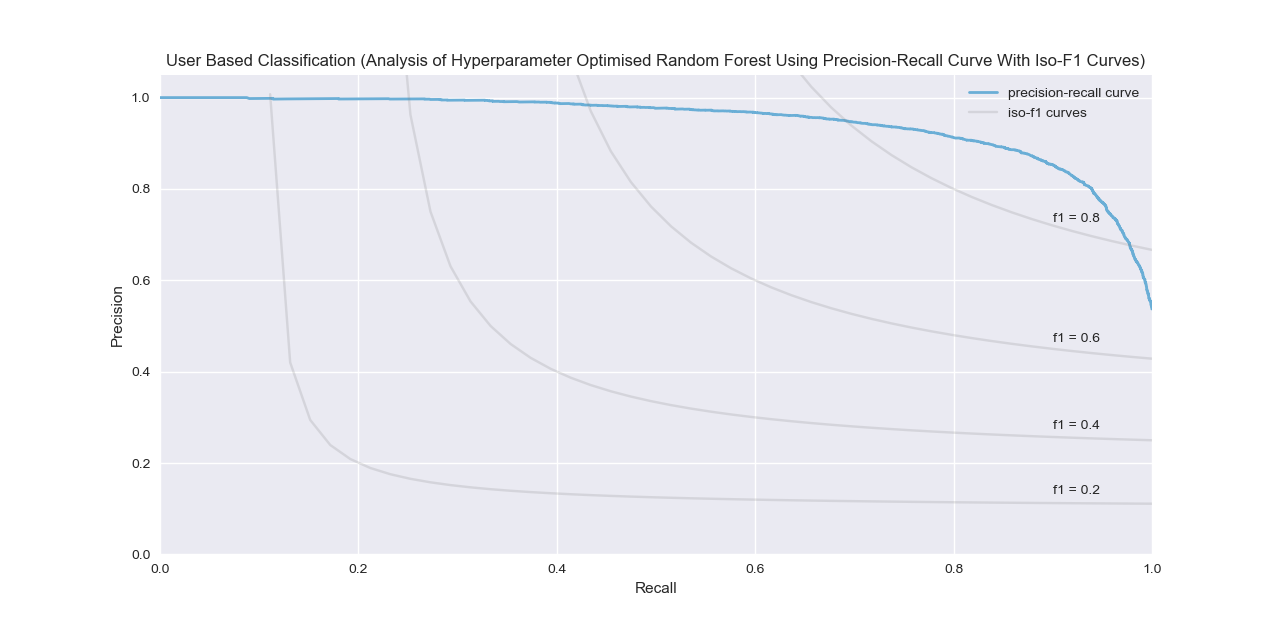 User Based Classification (Analysis of Hyperparameter Optimised Random Forest Using Precision-Recall Curve With Iso-F1 Curves)
precision-recall curve
iso-f1 curves
1.0
0.8
0.6
0.4
0.2
0.0
Precision
f1 = 0.8
f1 = 0.6
f1 = 0.4
f1 = 0.2
0.0 0.2 0.4 0.6 0.8 1.0
Recall